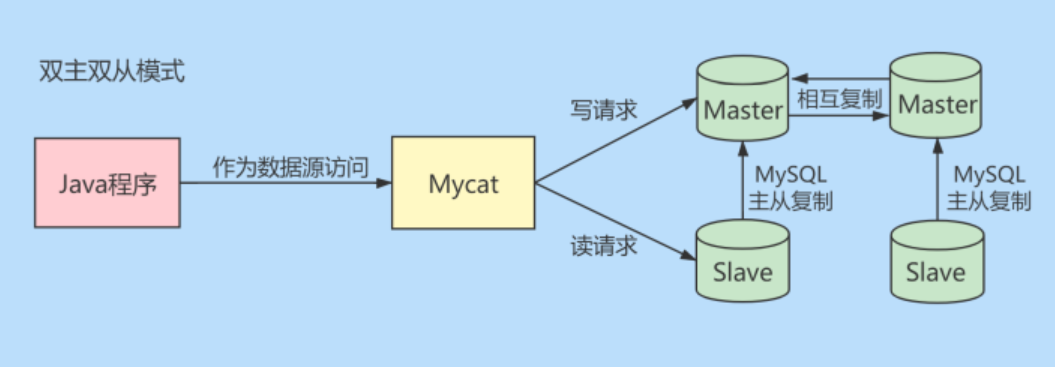 双主双从模式
Java程序
作为数据源访问
Mycat
写请求
读请求
Master
相互复制
Master
MySQL
主从复制
MySQL
主从复制
Slave
Slave